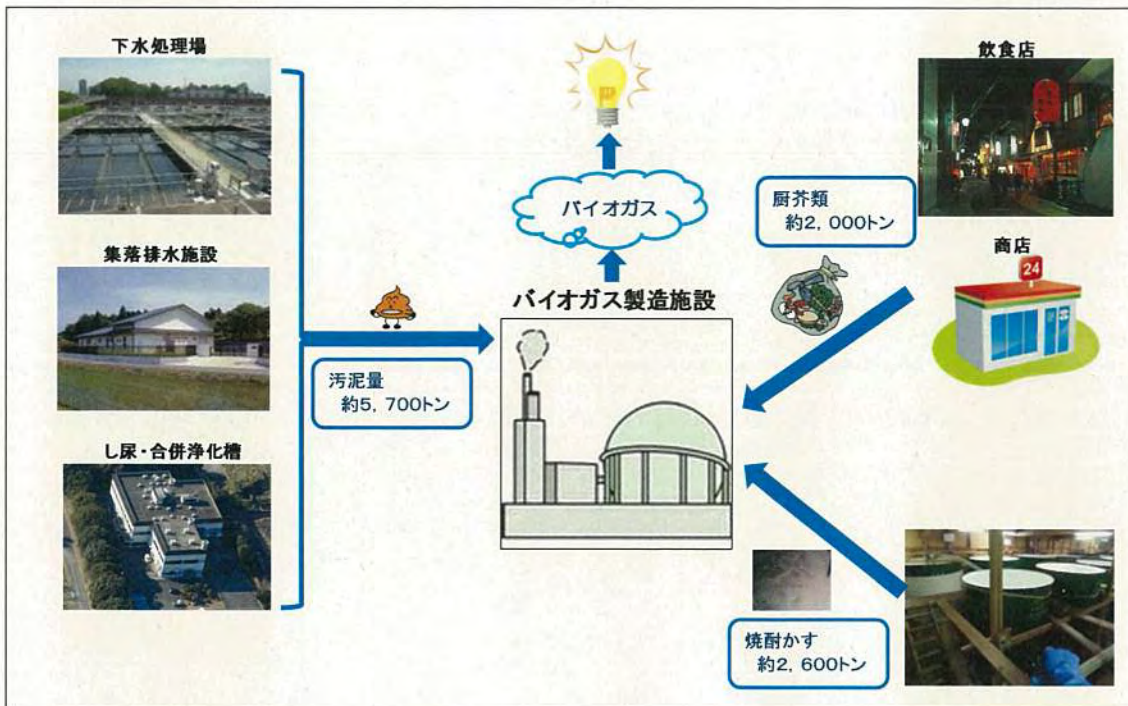 下水処理場
集落排水施設
し尿・合併浄化槽
汚泥量
約5,700トン
バイオガス
バイオガス製造施設
厨芥類
約2,000トン
飲食店
商店
24
焼酎かす
約2,600トン